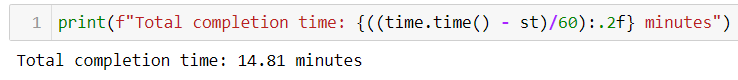 1 print(f"Total completion time: {((time.time() - st)/60):.2f} minutes")
Total completion time: 14.81 minutes